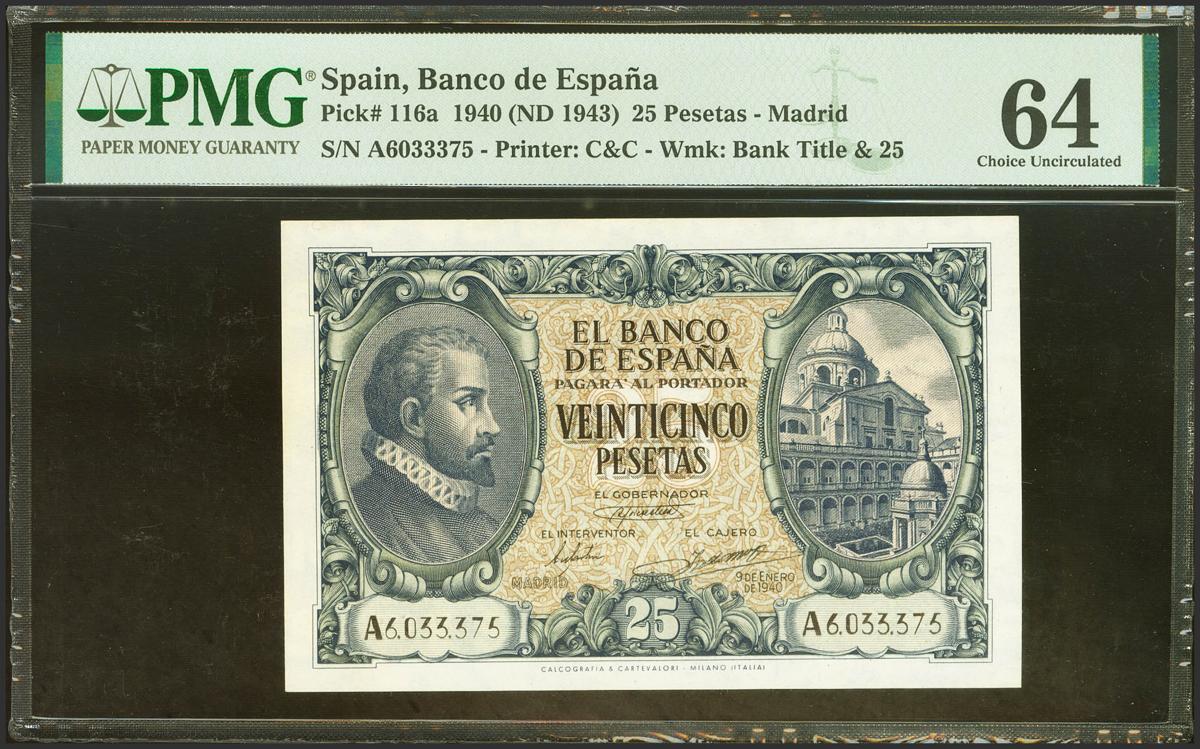 PMG®
PAPER MONEY GUARANTY
Spain, Banco de España
Pick# 116a 1940 (ND 1943) 25 Pesetas - Madrid
S/N A6033375 - Printer: C&C - Wmk: Bank Title & 25
64
Choice Uncirculated
EL BANCO
DE ESPAÑA
PAGARÁ AL PORTADOR
25
VEINTICINCO
PESETAS
EL GOBERNADOR
EL INTERVENTOR EL CAJERO
MADRID
9 DE ENERO
DE 1940
A6.033.375
25
A6.033.375
CALCOGRAFIA & CARTEVALORI - MILANO (ITALIA)